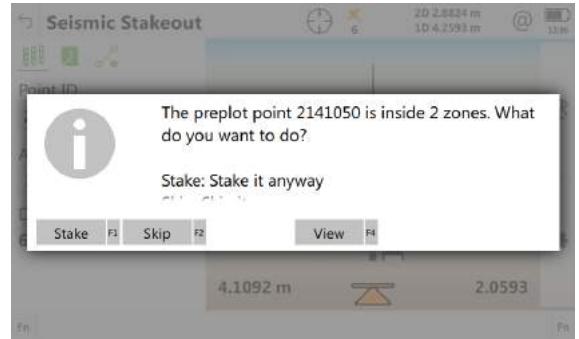 Seismic Stakeout
6
2D 2.8824 m
1D 4.2593 m
@
Point ID
The preplot point 2141050 is inside 2 zones. What
do you want to do?
Stake: Stake it anyway
Stake F1 Skip F2 View F4
4.1092 m 2.0593
Fn Fn